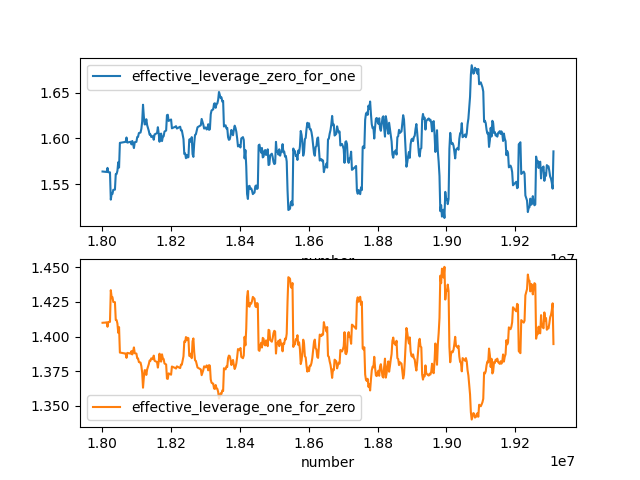 effective_leverage_zero_for_one
1.65
1.60
1.55
1.80 1.82 1.84 1.86 1.88 1.90 1.92
number 1e7
1.450
1.425
1.400
1.375
1.350
effective_leverage_one_for_zero
1.80 1.82 1.84 1.86 1.88 1.90 1.92
number 1e7